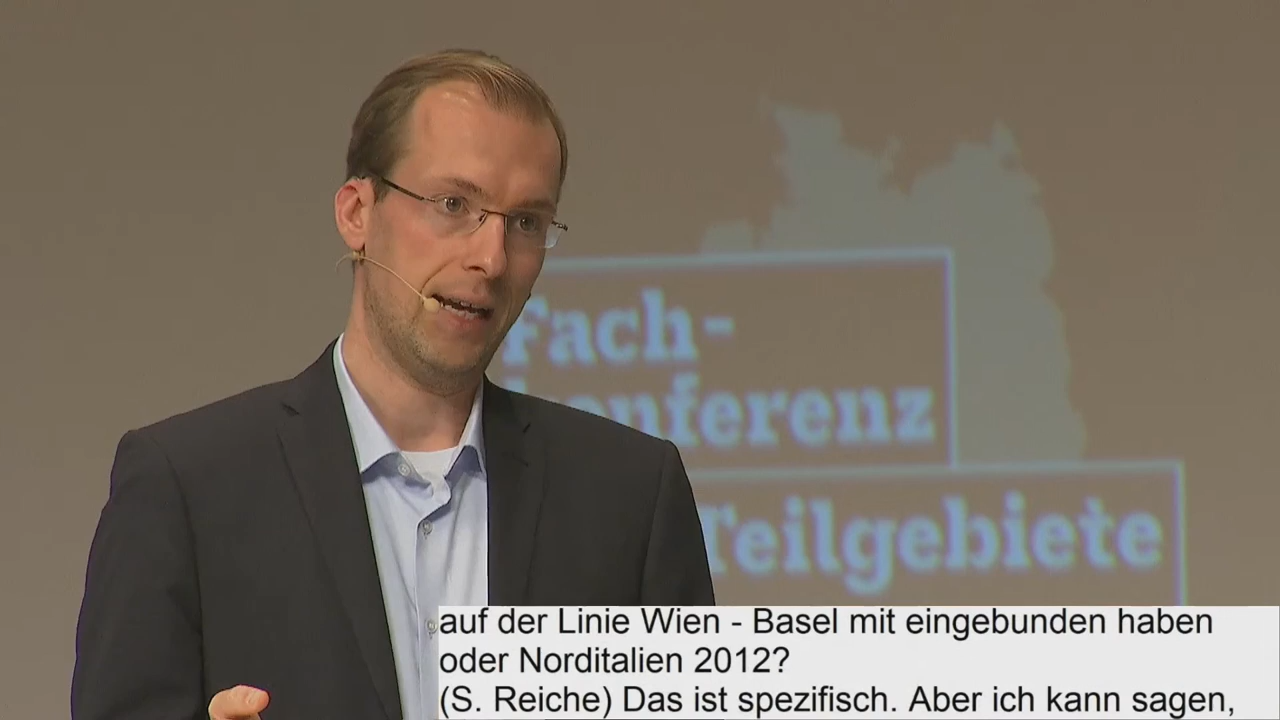 Fach-
konferenz
Teilgebiete
auf der Linie Wien - Basel mit eingebunden haben
oder Norditalien 2012?
(S. Reiche) Das ist spezifisch. Aber ich kann sagen,